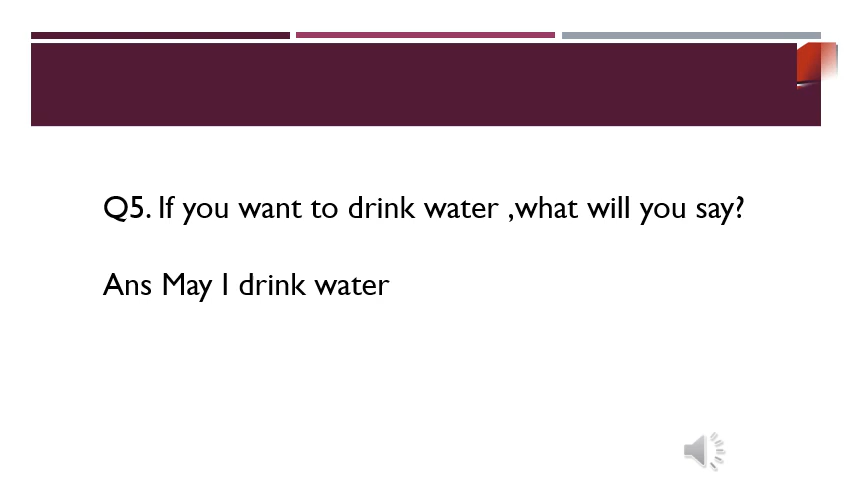 Q5. If you want to drink water ,what will you say?
Ans May I drink water